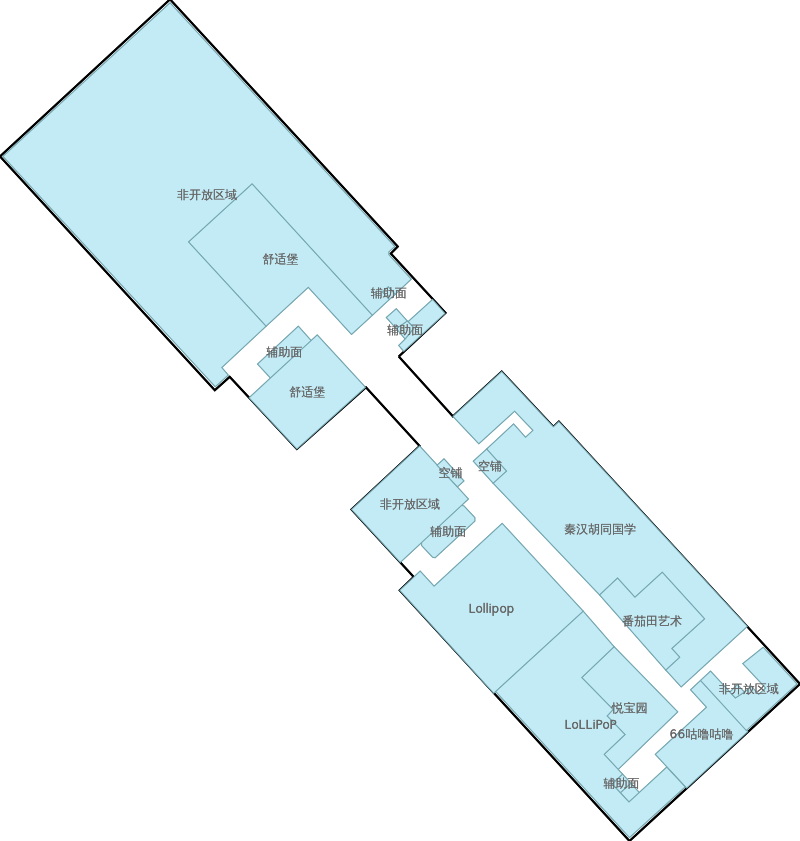 非开放区域
舒适堡
辅助面
辅助面
辅助面
舒适堡
空铺
空铺
非开放区域
秦汉胡同国学
辅助面
Lollipop
番茄田艺术
非开放区域
悦宝园
LoLLiPoP
66咕噜咕噜
辅助面